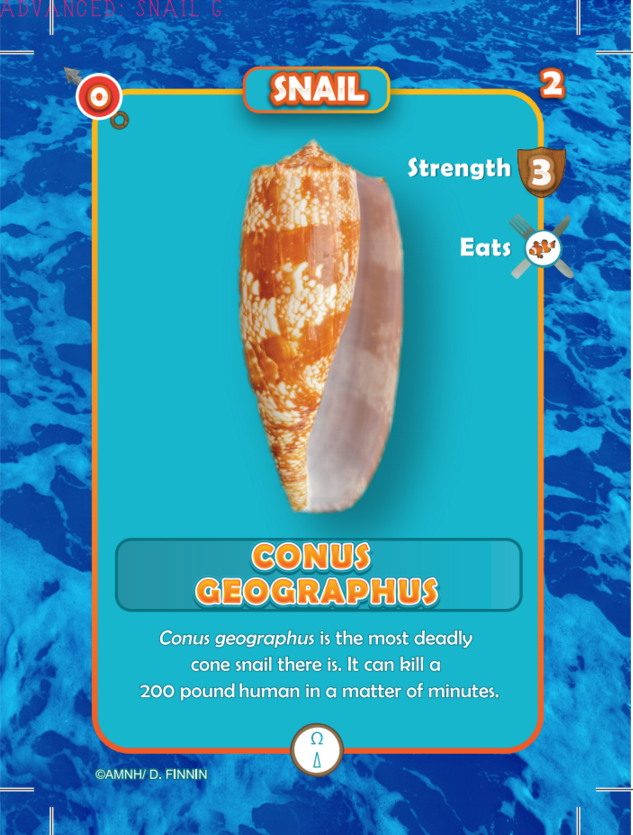 ADVANCED: SNAIL G
0
SNAIL
2
Strength 3
Eats
CONUS
GEOGRAPHUS
Conus geographus is the most deadly
cone snail there is. It can kill a
200 pound human in a matter of minutes.
Ω
Δ
©AMNH/ D. FINNIN